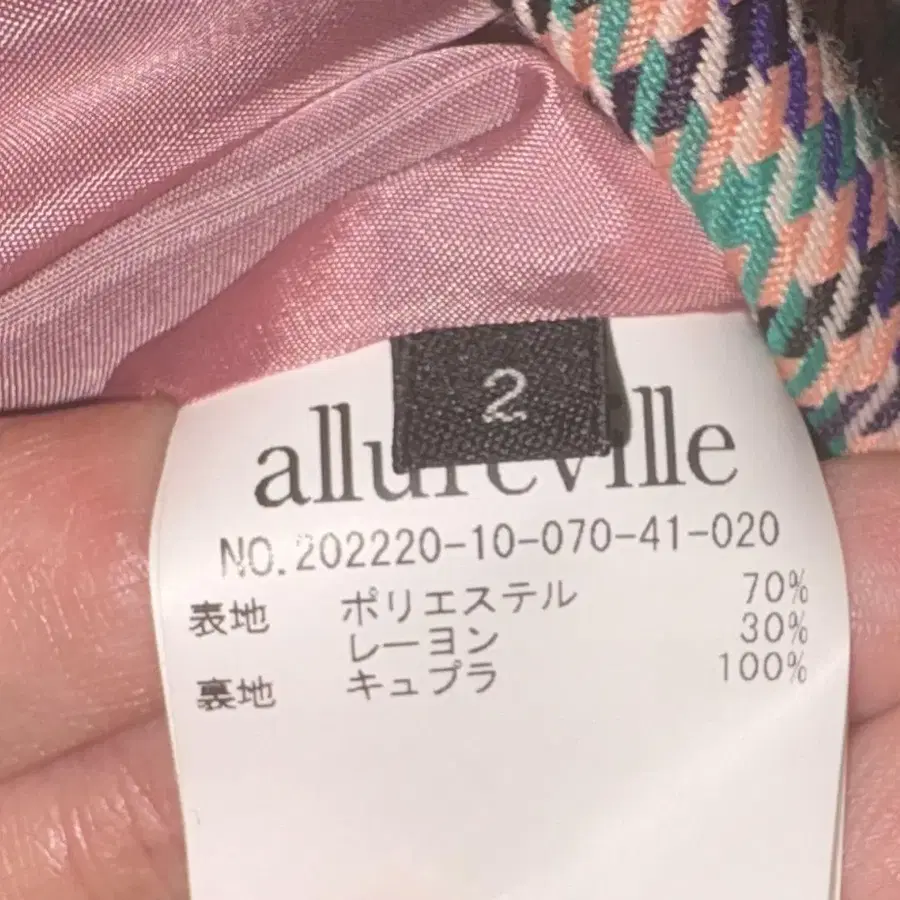 2
allureville
NO.202220-10-070-41-020
表地 ポリエステル 70%
レーヨン 30%
裏地 キュプラ 100%